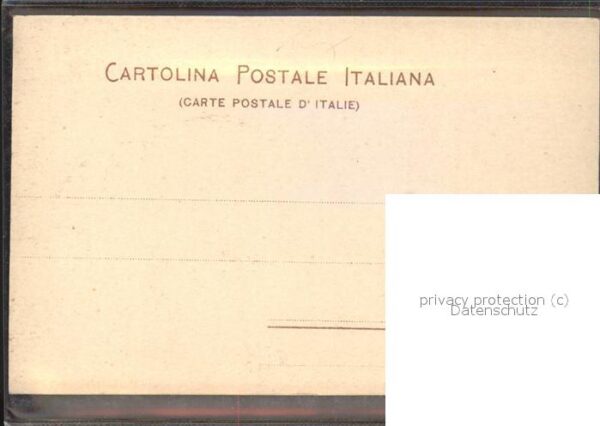 CARTOLINA POSTALE ITALIANA
(CARTE POSTALE D' ITALIE)
privacy protection (c)
Datenschutz